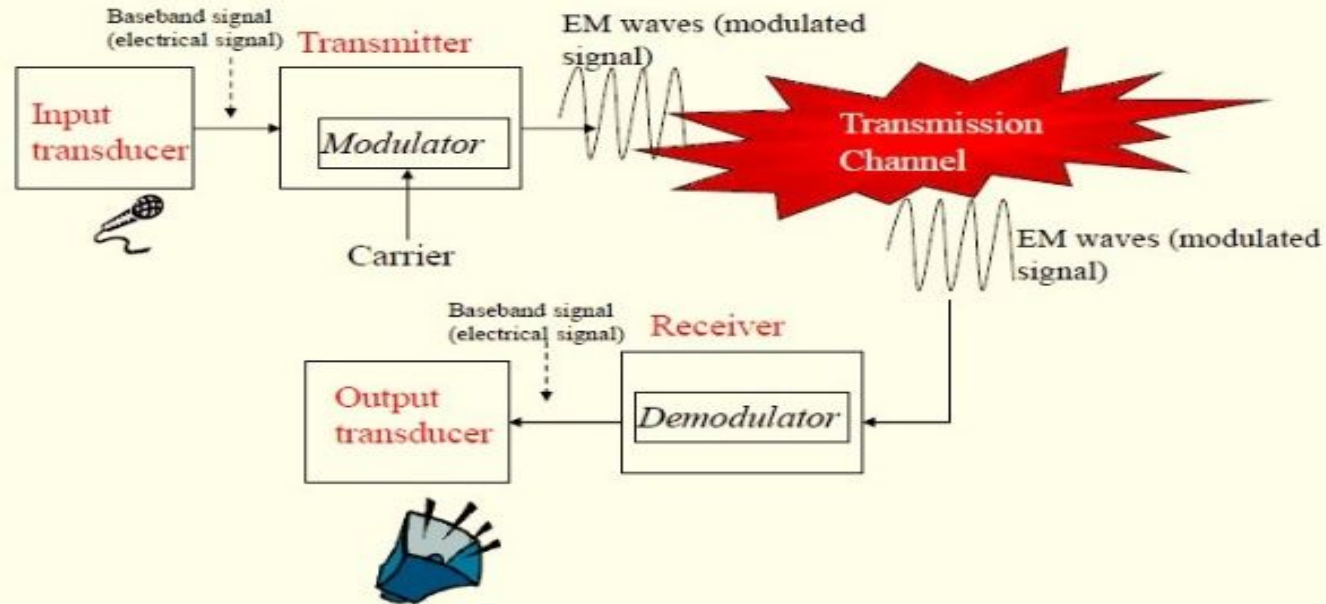 Baseband signal
(electrical signal)
Transmitter
EM waves (modulated
signal)
Input
transducer
Modulator
Transmission
Channel
Carrier
EM waves (modulated
signal)
Baseband signal
(electrical signal)
Receiver
Output
transducer
Demodulator